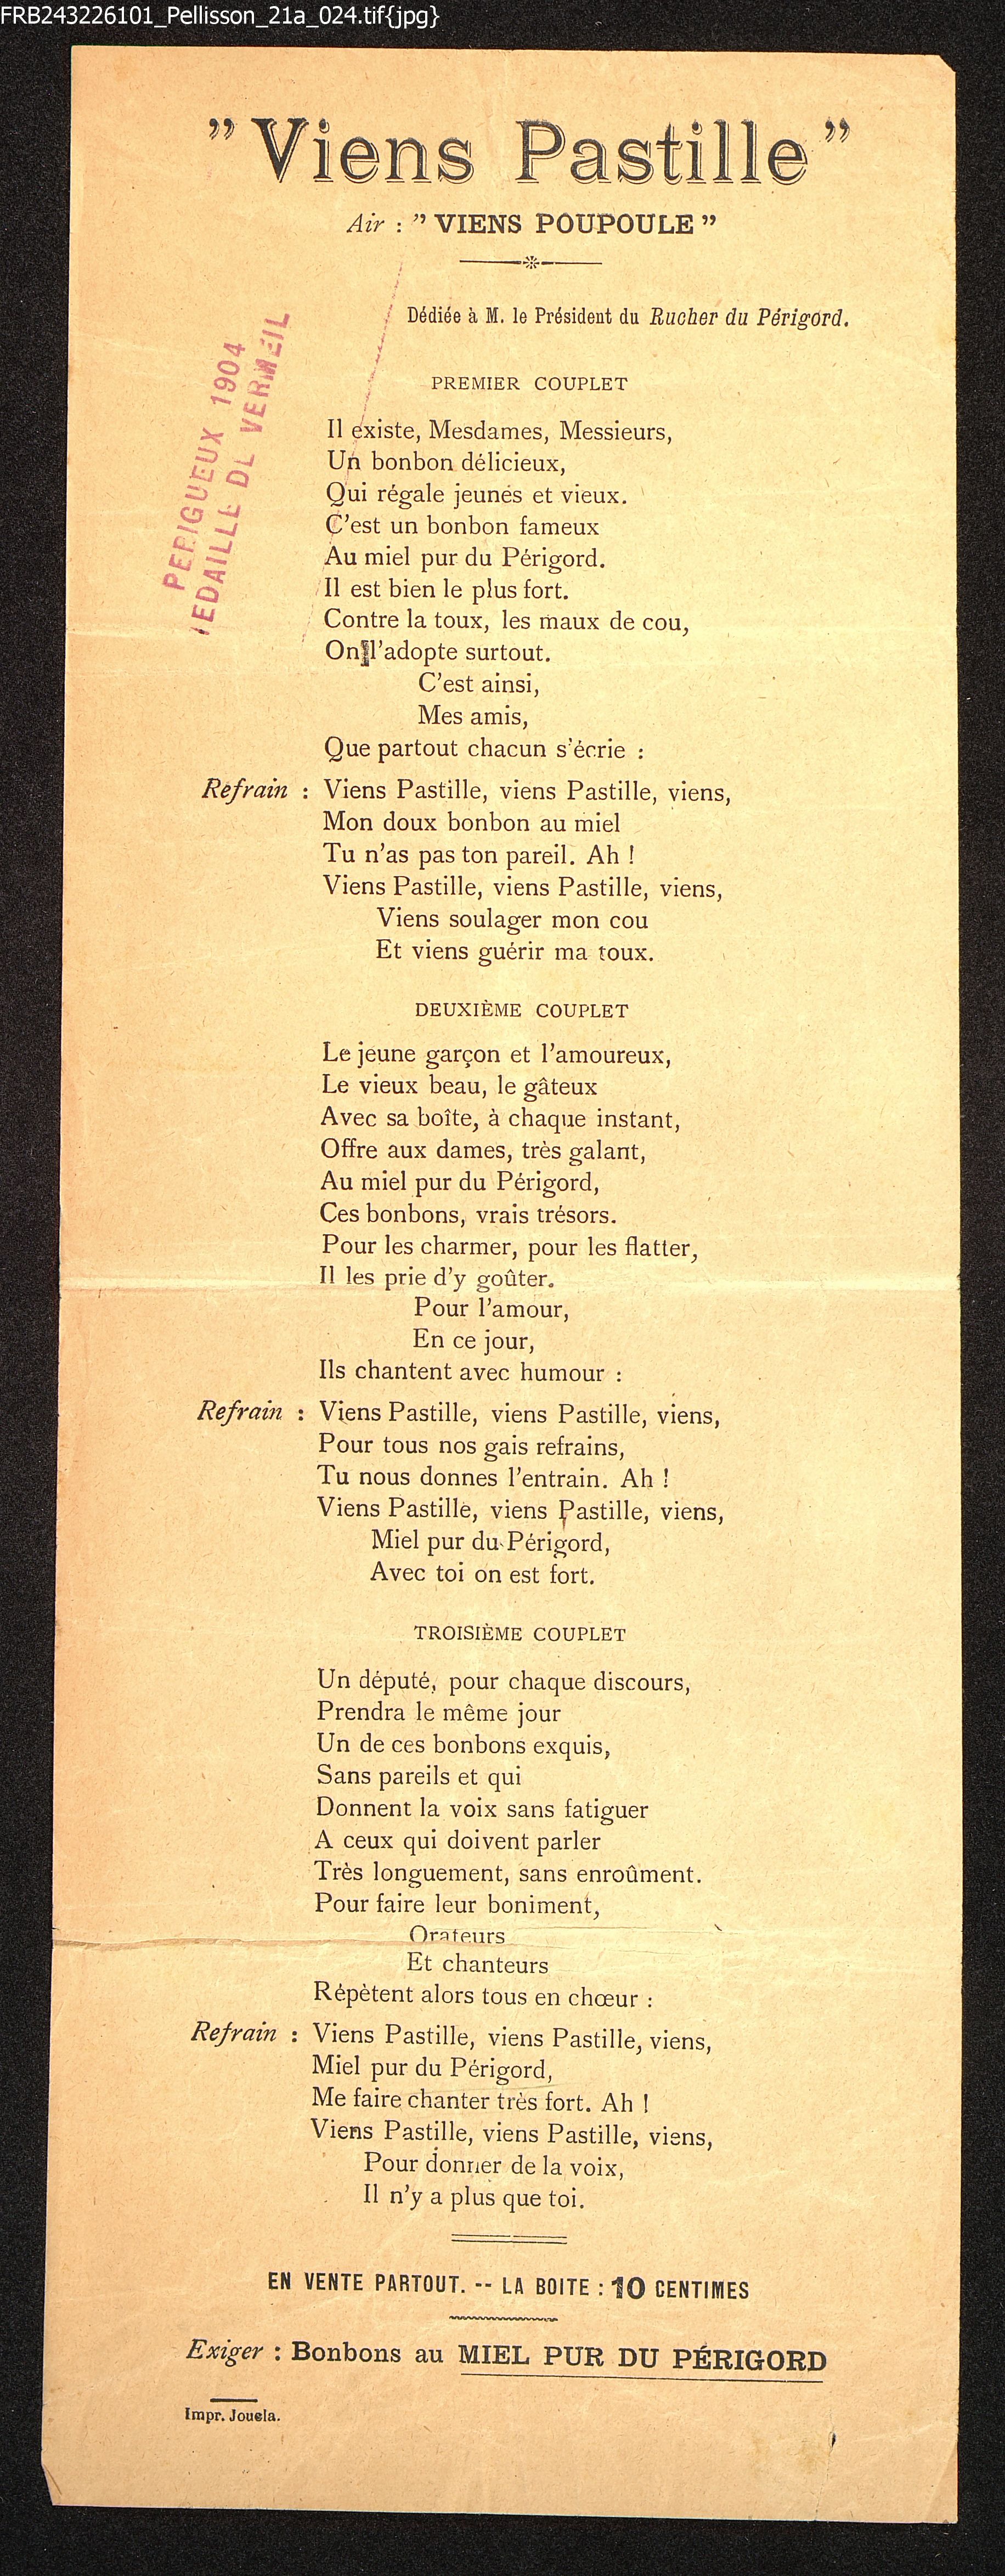 FRB243226101_Pellisson_21a_024.tif{jpg}
” Viens Pastille ”
Air : ” VIENS POUPOULE ”
Dédiée à M. le Président du Rucher du Périgord.
PERIGUEUX 1904
MEDAILLE DE VERMEIL
PREMIER COUPLET
Il existe, Mesdames, Messieurs,
Un bonbon délicieux,
Qui régale jeunes et vieux.
C'est un bonbon fameux
Au miel pur du Périgord.
Il est bien le plus fort.
Contre la toux, les maux de cou,
On l'adopte surtout.
C'est ainsi,
Mes amis,
Que partout chacun s'écrie :
Refrain : Viens Pastille, viens Pastille, viens,
Mon doux bonbon au miel
Tu n'as pas ton pareil. Ah !
Viens Pastille, viens Pastille, viens,
Viens soulager mon cou
Et viens guérir ma toux.
DEUXIÈME COUPLET
Le jeune garçon et l'amoureux,
Le vieux beau, le gâteux
Avec sa boîte, à chaque instant,
Offre aux dames, très galant,
Au miel pur du Périgord,
Ces bonbons, vrais trésors.
Pour les charmer, pour les flatter,
Il les prie d'y goûter.
Pour l'amour,
En ce jour,
Ils chantent avec humour :
Refrain : Viens Pastille, viens Pastille, viens,
Pour tous nos gais refrains,
Tu nous donnes l'entrain. Ah !
Viens Pastille, viens Pastille, viens,
Miel pur du Périgord,
Avec toi on est fort.
TROISIÈME COUPLET
Un député, pour chaque discours,
Prendra le même jour
Un de ces bonbons exquis,
Sans pareils et qui
Donnent la voix sans fatiguer
A ceux qui doivent parler
Très longuement, sans enroûment.
Pour faire leur boniment,
Orateurs
Et chanteurs
Répètent alors tous en chœur :
Refrain : Viens Pastille, viens Pastille, viens,
Miel pur du Périgord,
Me faire chanter très fort. Ah !
Viens Pastille, viens Pastille, viens,
Pour donner de la voix,
Il n'y a plus que toi.
EN VENTE PARTOUT. -- LA BOITE : 10 CENTIMES
Exiger : Bonbons au MIEL PUR DU PÉRIGORD
Impr. Joucla.